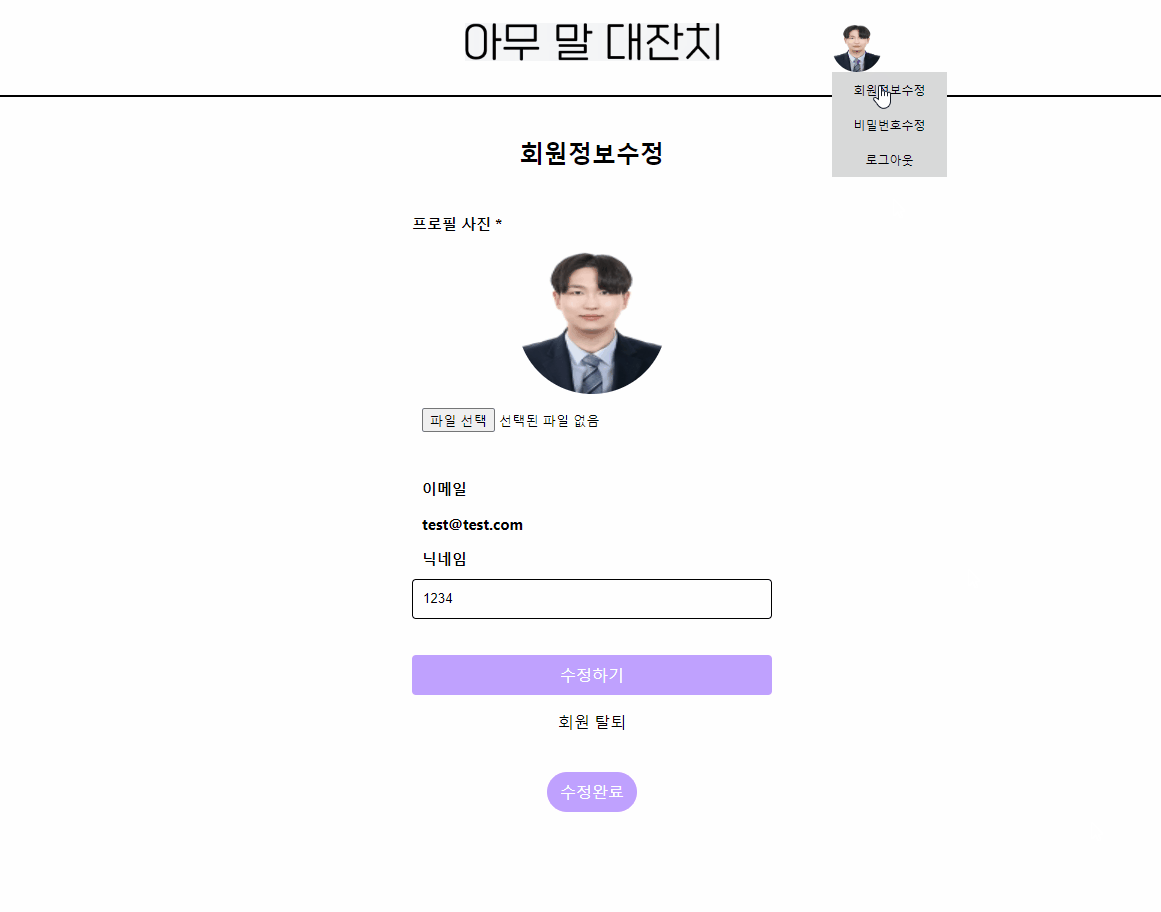 아무 말 대잔치
회원정보수정
비밀번호수정
로그아웃
회원정보수정
프로필 사진 *
파일 선택 선택된 파일 없음
이메일
test@test.com
닉네임
1234
수정하기
회원 탈퇴
수정완료